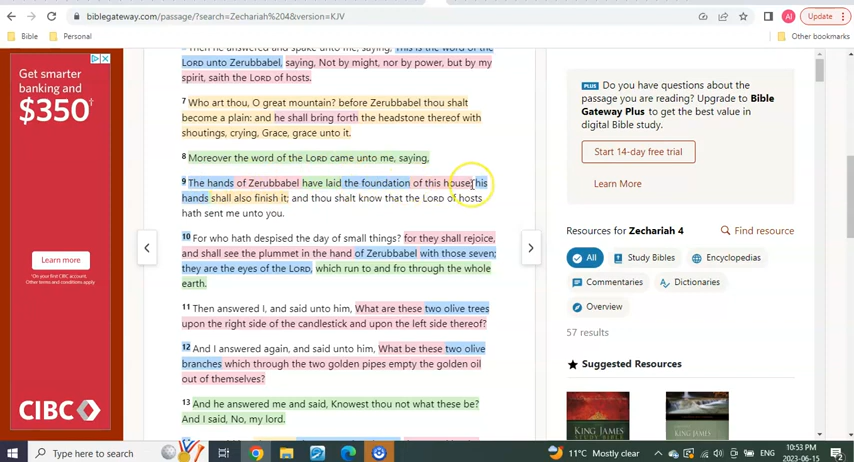 biblegateway.com/passage/?search=Zechariah%204&version=KJV
AI
Update
Bible
Personal
Other bookmarks
Get smarter
banking and
$350†
Learn more
CIBC
Then he answered and spake unto me, saying, This is the word of the
LORD unto Zerubbabel, saying, Not by might, nor by power, but by my
spirit, saith the LORD of hosts.
7 Who art thou, O great mountain? before Zerubbabel thou shalt
become a plain: and he shall bring forth the headstone thereof with
shoutings, crying, Grace, grace unto it.
8 Moreover the word of the LORD came unto me, saying,
9 The hands of Zerubbabel have laid the foundation of this house; his
hands shall also finish it; and thou shalt know that the LORD of hosts
hath sent me unto you.
10 For who hath despised the day of small things? for they shall rejoice,
and shall see the plummet in the hand of Zerubbabel with those seven;
they are the eyes of the LORD, which run to and fro through the whole
earth.
11 Then answered I, and said unto him, What are these two olive trees
upon the right side of the candlestick and upon the left side thereof?
12 And I answered again, and said unto him, What be these two olive
branches which through the two golden pipes empty the golden oil
out of themselves?
13 And he answered me and said, Knowest thou not what these be?
And I said, No, my lord.
PLUS Do you have questions about the
passage you are reading? Upgrade to Bible
Gateway Plus to get the best value in
digital Bible study.
Start 14-day free trial
Learn More
Resources for Zechariah 4
Find resource
All
Study Bibles
Encyclopedias
Commentaries
Dictionaries
Overview
57 results
Suggested Resources
KING JAMES
KING JAMES
Type here to search
11°C Mostly clear
ENG
10:53 PM
2023-06-15
2